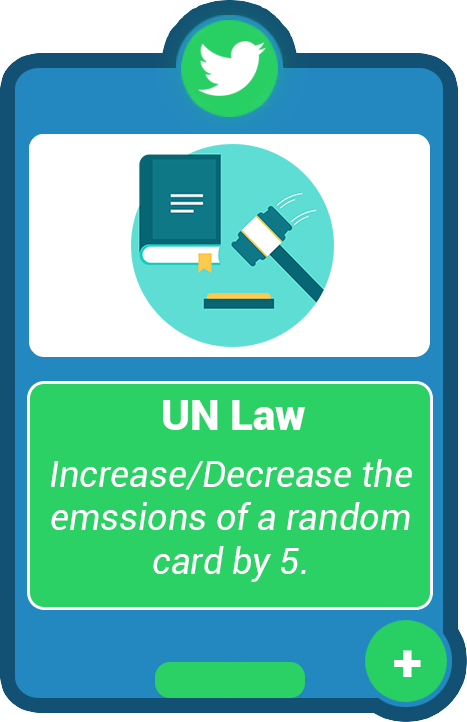 UN Law
Increase/Decrease the
emssions of a random
card by 5.
+